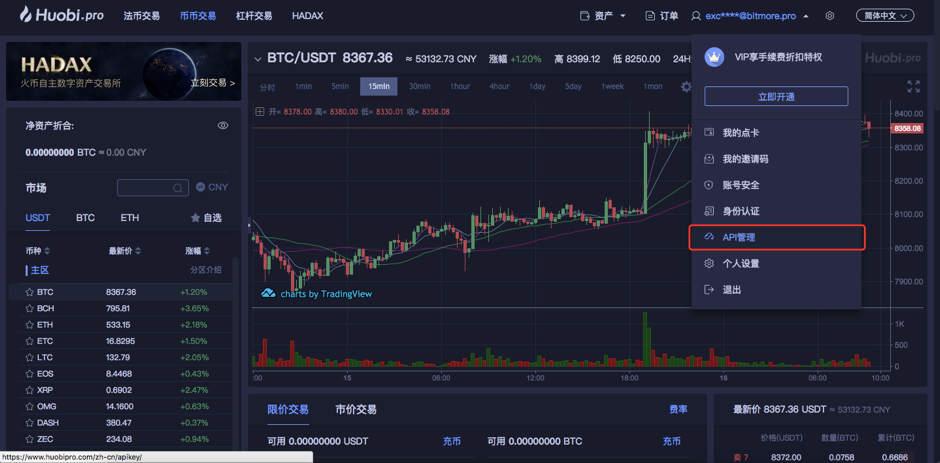 Huobi.pro 法币交易 币币交易 杠杆交易 HADAX 资产 订单 exc****@bitmore.pro 简体中文
HADAX
火币自主数字资产交易所
立刻交易 >
净资产折合:
0.00000000 BTC ≈ 0.00 CNY
市场 CNY
USDT BTC ETH 自选
币种 最新价 涨幅
主区 分区介绍
BTC 8367.36 +1.20%
BCH 795.81 +3.65%
ETH 533.15 +2.18%
ETC 16.8295 +1.50%
LTC 132.79 +2.05%
EOS 8.4468 +0.43%
XRP 0.6902 +2.47%
OMG 14.1600 +0.63%
DASH 380.47 +0.37%
ZEC 234.08 +0.94%
https://www.huobipro.com/zh-cn/apikey/
BTC/USDT 8367.36 ≈ 53132.73 CNY 涨幅 +1.20% 高 8399.12 低 8250.00 24H
Huobi.pro
分时 1min 5min 15min 30min 1hour 4hour 1day 5day 1week 1mon
开= 8378.00 高= 8380.00 低= 8330.01 收= 8358.08
8400.00
8358.08
8300.00
8200.00
8100.00
8000.00
7900.00
charts by TradingView
1K
500
0
:00 15 06:00 12:00 18:00 16 06:00 10:00
VIP享手续费折扣特权
立即开通
我的点卡
我的邀请码
账号安全
身份认证
API管理
个人设置
退出
限价交易 市价交易 费率
可用 0.00000000 USDT 充币 可用 0.00000000 BTC 充币
最新价 8367.36 USDT ≈ 53132.73 CNY
价格(USDT) 数量(BTC) 累计(BTC)
卖 7 8372.00 0.0758 0.6686